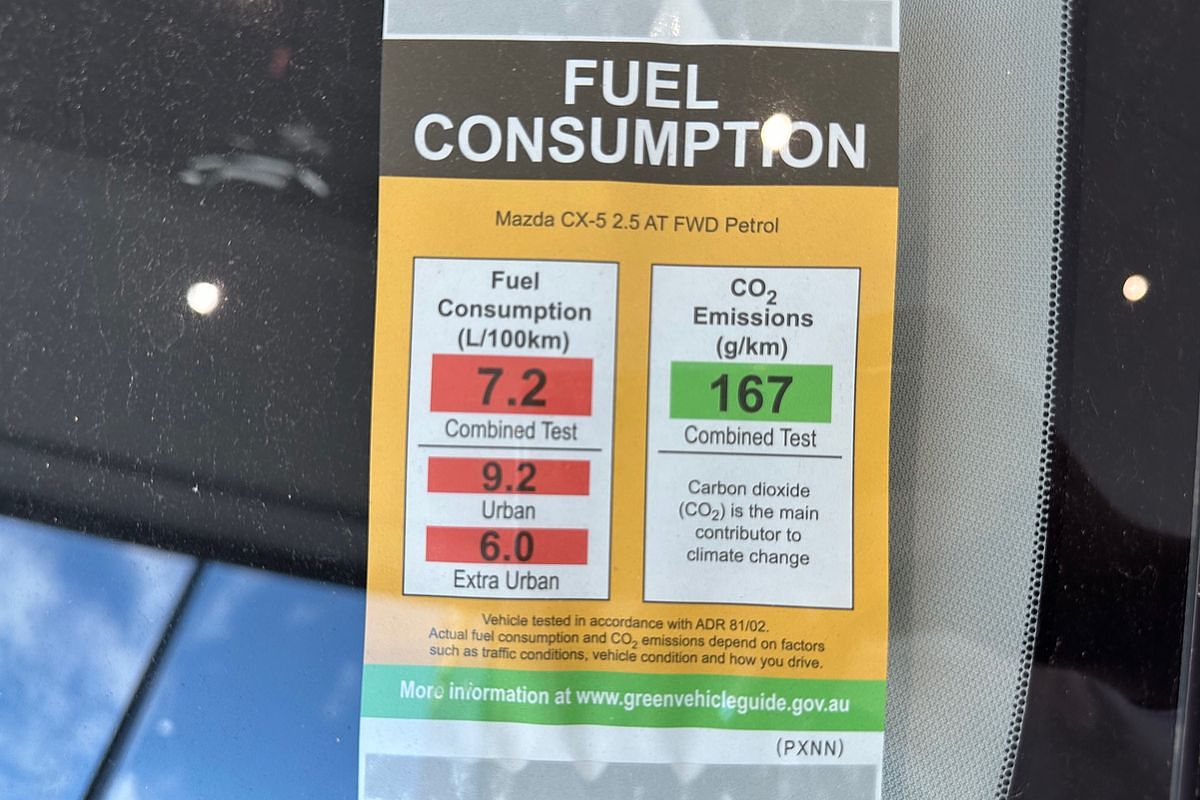 FUEL
CONSUMPTION
Mazda CX-5 2.5 AT FWD Petrol
Fuel
Consumption
(L/100km)
7.2
Combined Test
9.2
Urban
6.0
Extra Urban
CO₂
Emissions
(g/km)
167
Combined Test
Carbon dioxide
(CO₂) is the main
contributor to
climate change
Vehicle tested in accordance with ADR 81/02.
Actual fuel consumption and CO₂ emissions depend on factors
such as traffic conditions, vehicle condition and how you drive.
More information at www.greenvehicleguide.gov.au
(PXNN)